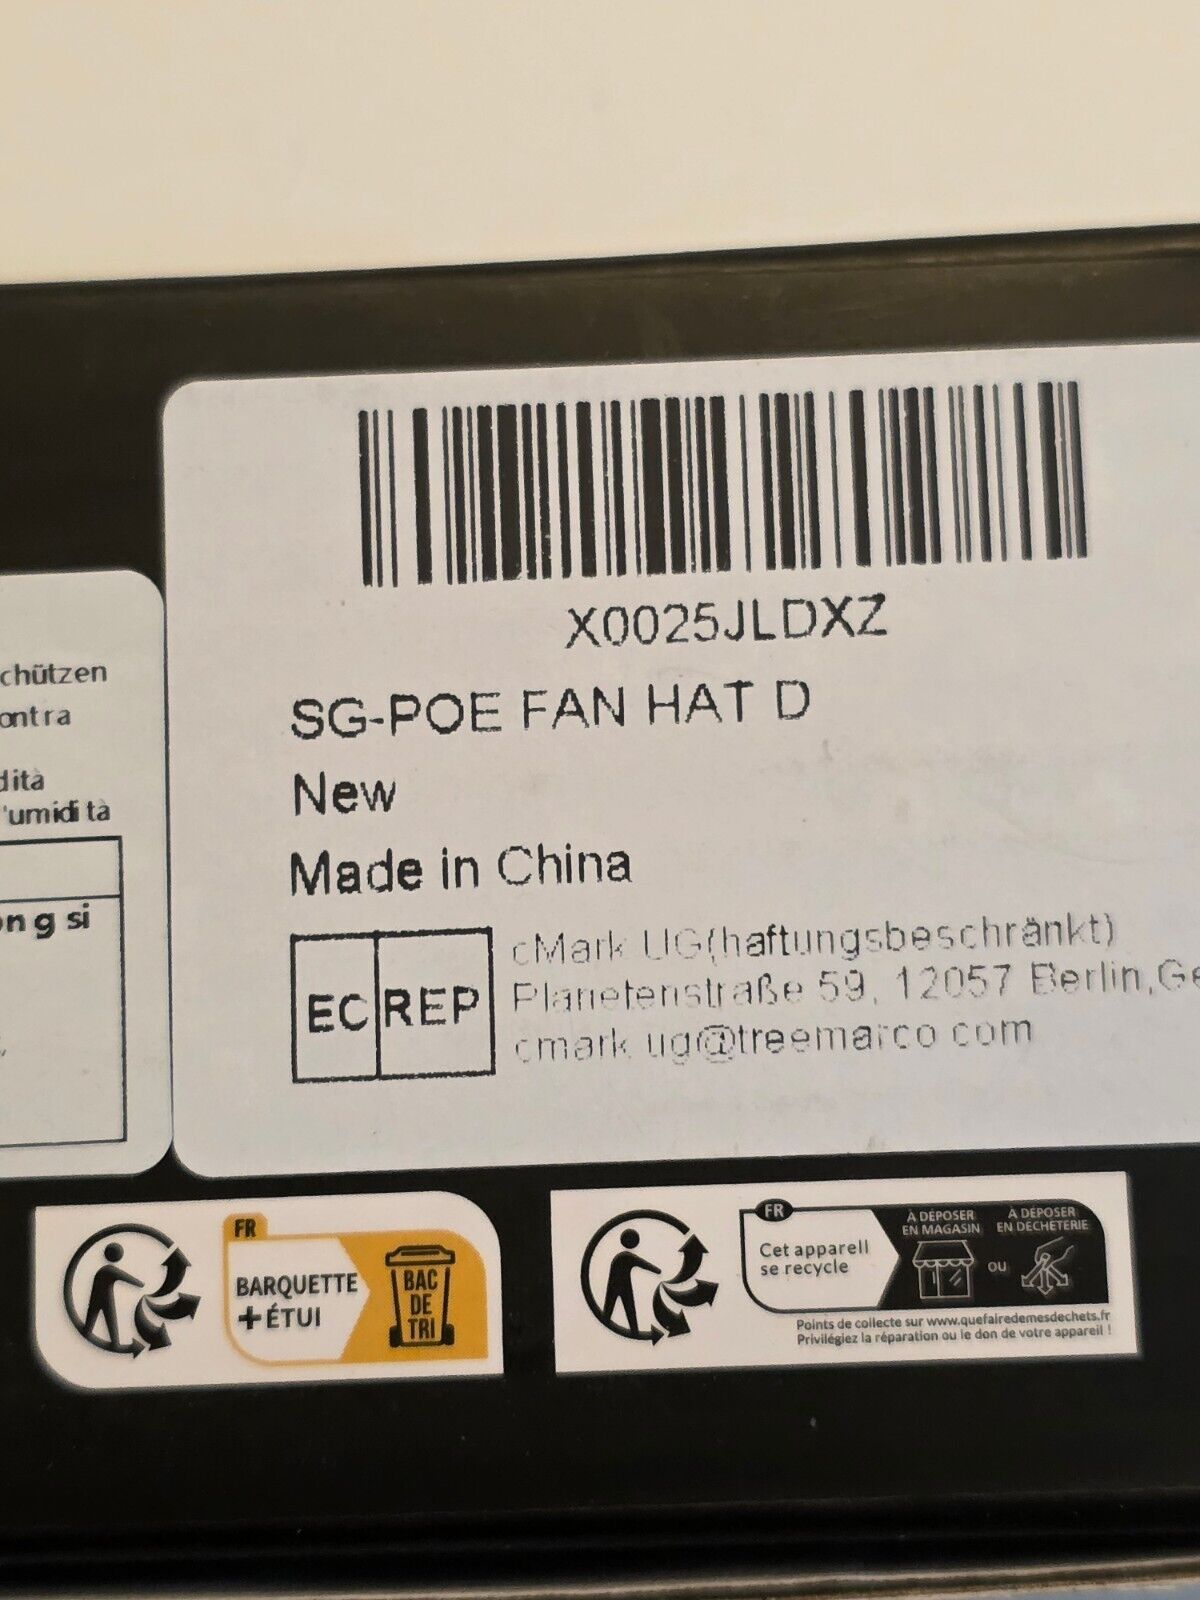 X0025JLDXZ
SG-POE FAN HAT D
New
Made in China
EC REP
cMark UG(haftungsbeschränkt)
Planetenstraße 59, 12057 Berlin,Ge
cmark ug@treemarco com
chützen
ontra
dità
'umidità
ong si
FR
BARQUETTE
+ÉTUI
BAC
DE
TRI
FR
Cet appareil
se recycle
À DÉPOSER
EN MAGASIN
OU
À DÉPOSER
EN DÉCHÈTERIE
Points de collecte sur www.quefairedemesdechets.fr
Privilégiez la réparation ou le don de votre appareil !